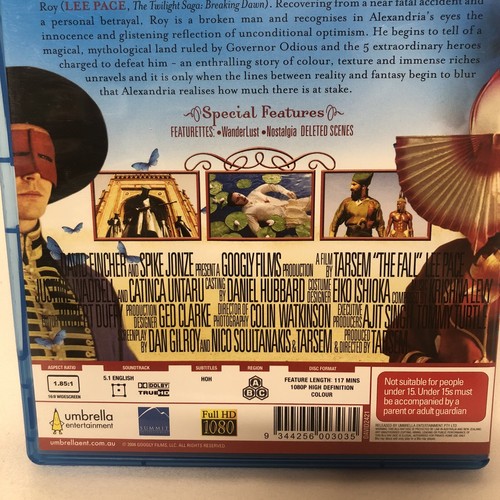 Roy (LEE PACE, The Twilight Saga: Breaking Dawn). Recovering from a near fatal accident and
a personal betrayal. Roy is a broken man and recognises in Alexandria's eyes the
innocence and glistening reflection of unconditional optimism. He begins to tell of a
magical, mythological land ruled by Governor Odious and the 5 extraordinary heroes
charged to defeat him – an enthralling story of colour, texture and immense riches
unravels and it is only when the lines between reality and fantasy begin to blur
that Alexandria realises how much there is at stake.
Special Features
FEATURETTES: • WanderLust • Nostalgia DELETED SCENES
FINCHER AND SPIKE JONZE PRESENT A GOOGLY FILMS PRODUCTION A FILM BY TARSEM "THE FALL" LEE PACE
CATINCA UNTARU CASTING BY DANIEL HUBBARD COSTUME DESIGNER EIKO ISHIOKA
PRODUCTION DESIGNER GED CLARKE DIRECTOR OF PHOTOGRAPHY COLIN WATKINSON EXECUTIVE PRODUCERS AJIT SINGH
SCREENPLAY BY DAN GILROY AND NICO SOULTANAKIS & TARSEM PRODUCED & DIRECTED BY
ASPECT RATIO SOUNDTRACK SUBTITLES REGION DISC FORMAT
1.85:1
16:9 WIDESCREEN
5.1 ENGLISH
DOLBY
TRUEHD
HOH
A B C
FEATURE LENGTH: 117 MINS
1080P HIGH DEFINITION
COLOUR
Not suitable for people
under 15. Under 15s must
be accompanied by a
parent or adult guardian
umbrella
entertainment
SUMMIT
Full HD
1080
9 344256 003035
umbrellaent.com.au